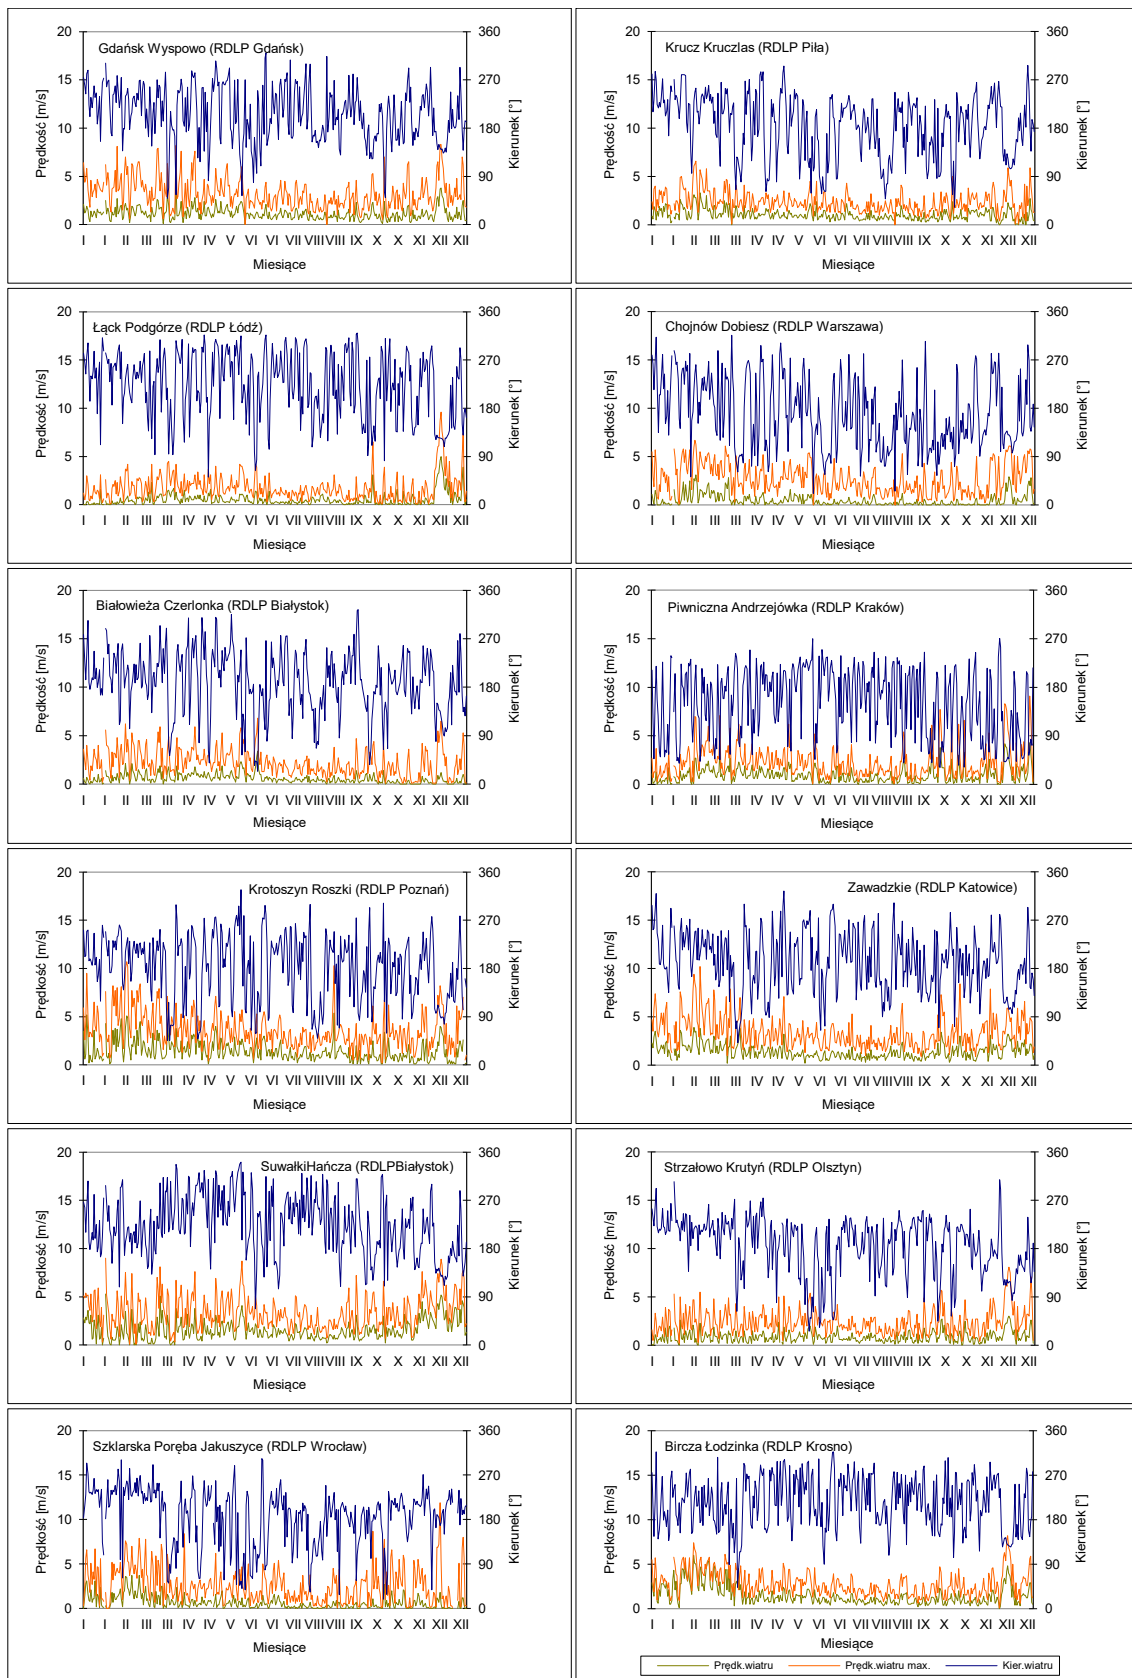 Gdańsk Wyspowo (RDLP Gdańsk)
Prędkość [m/s]
20
15
10
5
0
360
270
180
90
0
Kierunek [°]
I I II III III IV IV V VI VI VII VIII VIII IX X X XI XII XII
Miesiące
Krucz Kruczlas (RDLP Piła)
Prędkość [m/s]
20
15
10
5
0
360
270
180
90
0
Kierunek [°]
I I II III III IV IV V VI VI VII VIII VIII IX X X XI XII XII
Miesiące
Łąck Podgórze (RDLP Łódź)
Prędkość [m/s]
20
15
10
5
0
360
270
180
90
0
Kierunek [°]
I I II III III IV IV V VI VI VII VIII VIII IX X X XI XII XII
Miesiące
Chojnów Dobiesz (RDLP Warszawa)
Prędkość [m/s]
20
15
10
5
0
360
270
180
90
0
Kierunek [°]
I I II III III IV IV V VI VI VII VIII VIII IX X X XI XII XII
Miesiące
Białowieża Czerlonka (RDLP Białystok)
Prędkość [m/s]
20
15
10
5
0
360
270
180
90
0
Kierunek [°]
I I II III III IV IV V VI VI VII VIII VIII IX X X XI XII XII
Miesiące
Piwniczna Andrzejówka (RDLP Kraków)
Prędkość [m/s]
20
15
10
5
0
360
270
180
90
0
Kierunek [°]
I I II III III IV IV V VI VI VII VIII VIII IX X X XI XII XII
Miesiące
Krotoszyn Roszki (RDLP Poznań)
Prędkość [m/s]
20
15
10
5
0
360
270
180
90
0
Kierunek [°]
I I II III III IV IV V VI VI VII VIII VIII IX X X XI XII XII
Miesiące
Zawadzkie (RDLP Katowice)
Prędkość [m/s]
20
15
10
5
0
360
270
180
90
0
Kierunek [°]
I I II III III IV IV V VI VI VII VIII VIII IX X X XI XII XII
Miesiące
SuwałkiHańcza (RDLPBiałystok)
Prędkość [m/s]
20
15
10
5
0
360
270
180
90
0
Kierunek [°]
I I II III III IV IV V VI VI VII VIII VIII IX X X XI XII XII
Miesiące
Strzałowo Krutyń (RDLP Olsztyn)
Prędkość [m/s]
20
15
10
5
0
360
270
180
90
0
Kierunek [°]
I I II III III IV IV V VI VI VII VIII VIII IX X X XI XII XII
Miesiące
Szklarska Poręba Jakuszyce (RDLP Wrocław)
Prędkość [m/s]
20
15
10
5
0
360
270
180
90
0
Kierunek [°]
I I II III III IV IV V VI VI VII VIII VIII IX X X XI XII XII
Miesiące
Bircza Łodzinka (RDLP Krosno)
Prędkość [m/s]
20
15
10
5
0
360
270
180
90
0
Kierunek [°]
I I II III III IV IV V VI VI VII VIII VIII IX X X XI XII XII
Miesiące
Prędk.wiatru Prędk.wiatru max. Kier.wiatru